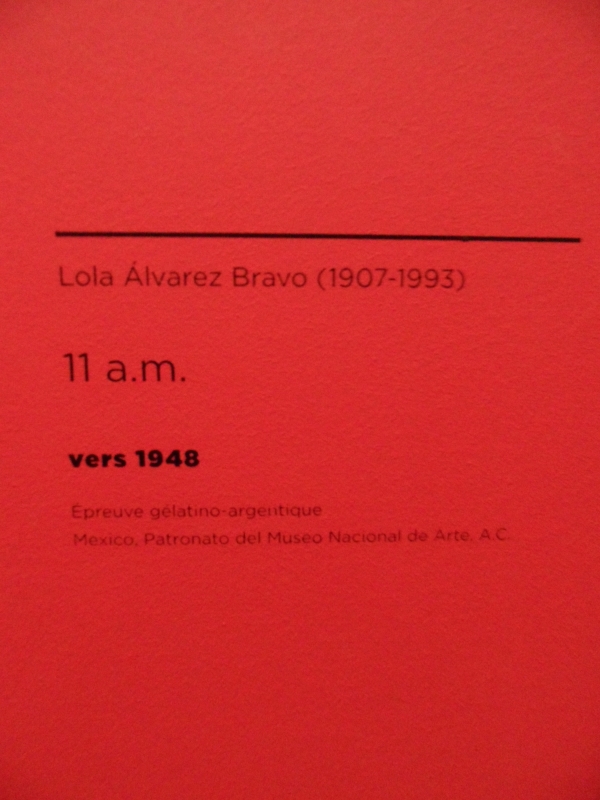 Lola Álvarez Bravo (1907-1993)
11 a.m.
vers 1948
Épreuve gélatino-argentique
Mexico, Patronato del Museo Nacional de Arte, A.C.